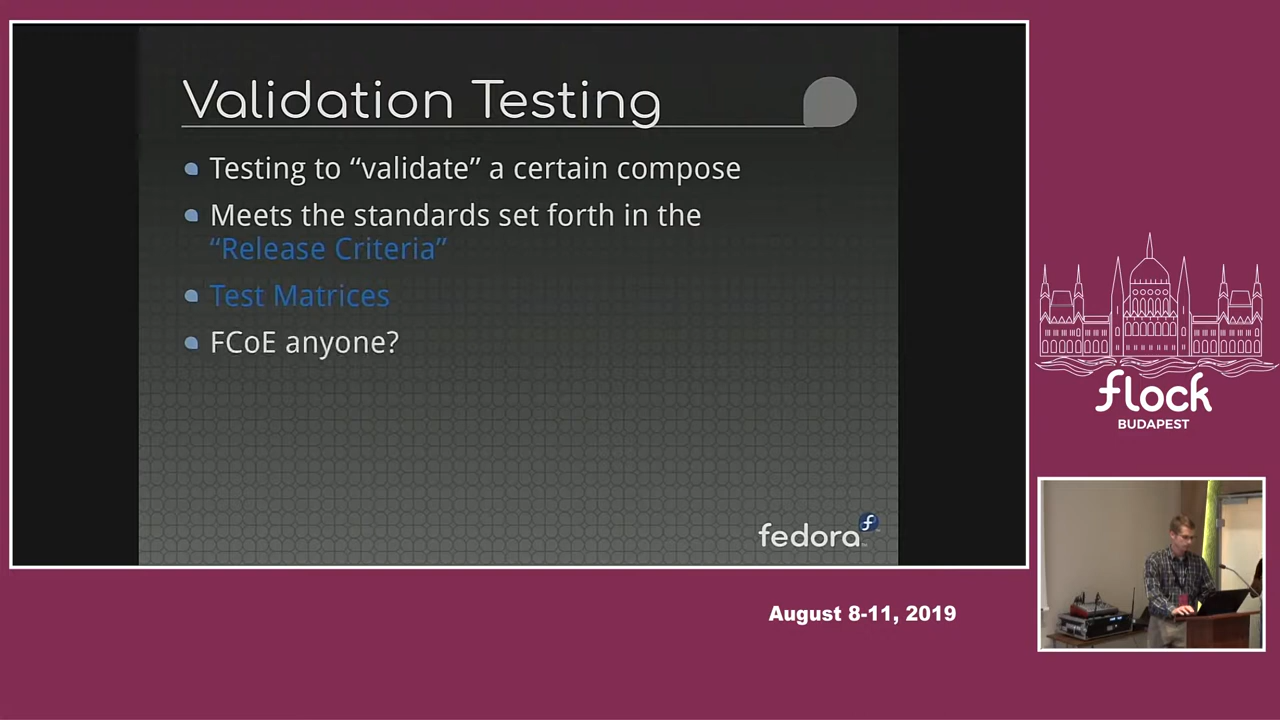 Validation Testing
Testing to “validate” a certain compose
Meets the standards set forth in the
“Release Criteria”
Test Matrices
FCoE anyone?
fedora
flock
BUDAPEST
August 8-11, 2019